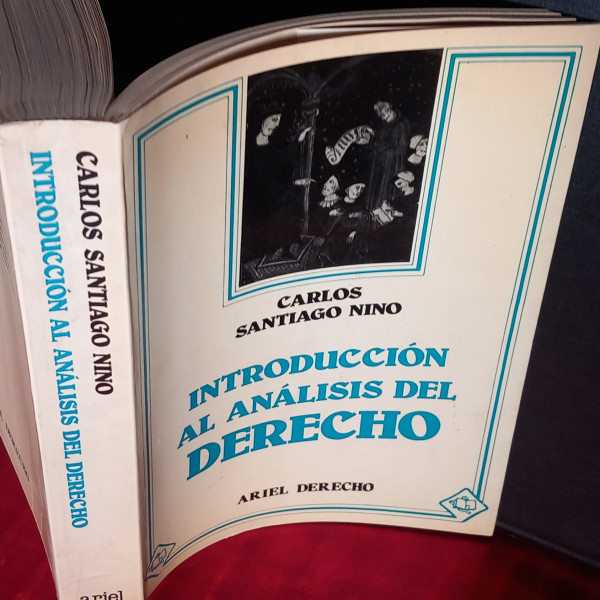 CARLOS SANTIAGO NINO
INTRODUCCIÓN AL ANÁLISIS DEL DERECHO
ariel
CARLOS
SANTIAGO NINO
INTRODUCCIÓN
AL ANÁLISIS DEL
DERECHO
ARIEL DERECHO